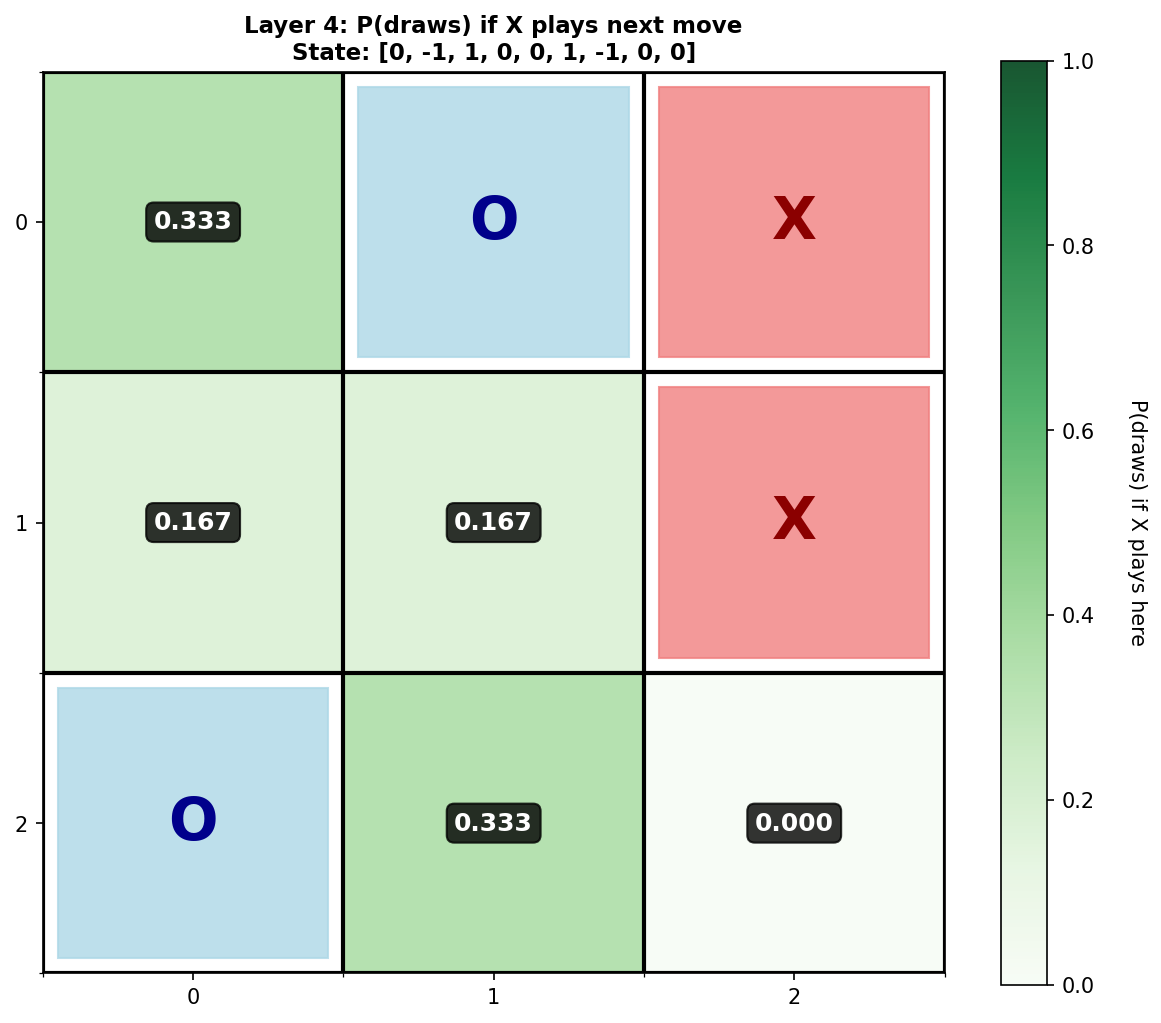 Layer 4: P(draws) if X plays next move
State: [0, -1, 1, 0, 0, 1, -1, 0, 0]
1.0
0.8
0.6
0.4
0.2
0.0
P(draws) if X plays here
0
0.333
O
X
1
0.167
0.167
X
2
O
0.333
0.000
0
1
2